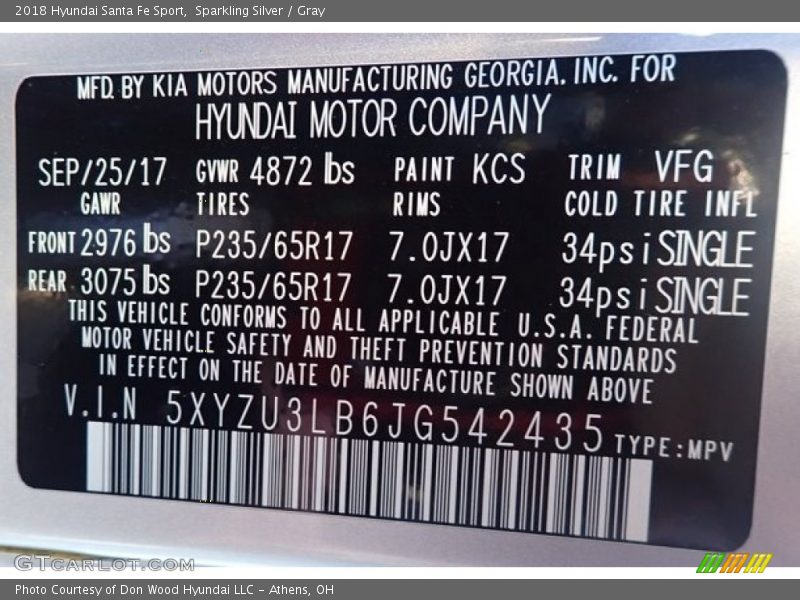 2018 Hyundai Santa Fe Sport, Sparkling Silver / Gray
MFD. BY KIA MOTORS MANUFACTURING GEORGIA. INC. FOR
HYUNDAI MOTOR COMPANY
SEP/25/17 GVWR 4872 lbs PAINT KCS TRIM VFG
GAWR TIRES RIMS COLD TIRE INFL
FRONT 2976 lbs P235/65R17 7.0JX17 34psi SINGLE
REAR 3075 lbs P235/65R17 7.0JX17 34psi SINGLE
THIS VEHICLE CONFORMS TO ALL APPLICABLE U.S.A. FEDERAL
MOTOR VEHICLE SAFETY AND THEFT PREVENTION STANDARDS
IN EFFECT ON THE DATE OF MANUFACTURE SHOWN ABOVE
V.I.N 5XYZU3LB6JG542435 TYPE:MPV
GTCARLOT.COM
Photo Courtesy of Don Wood Hyundai LLC - Athens, OH